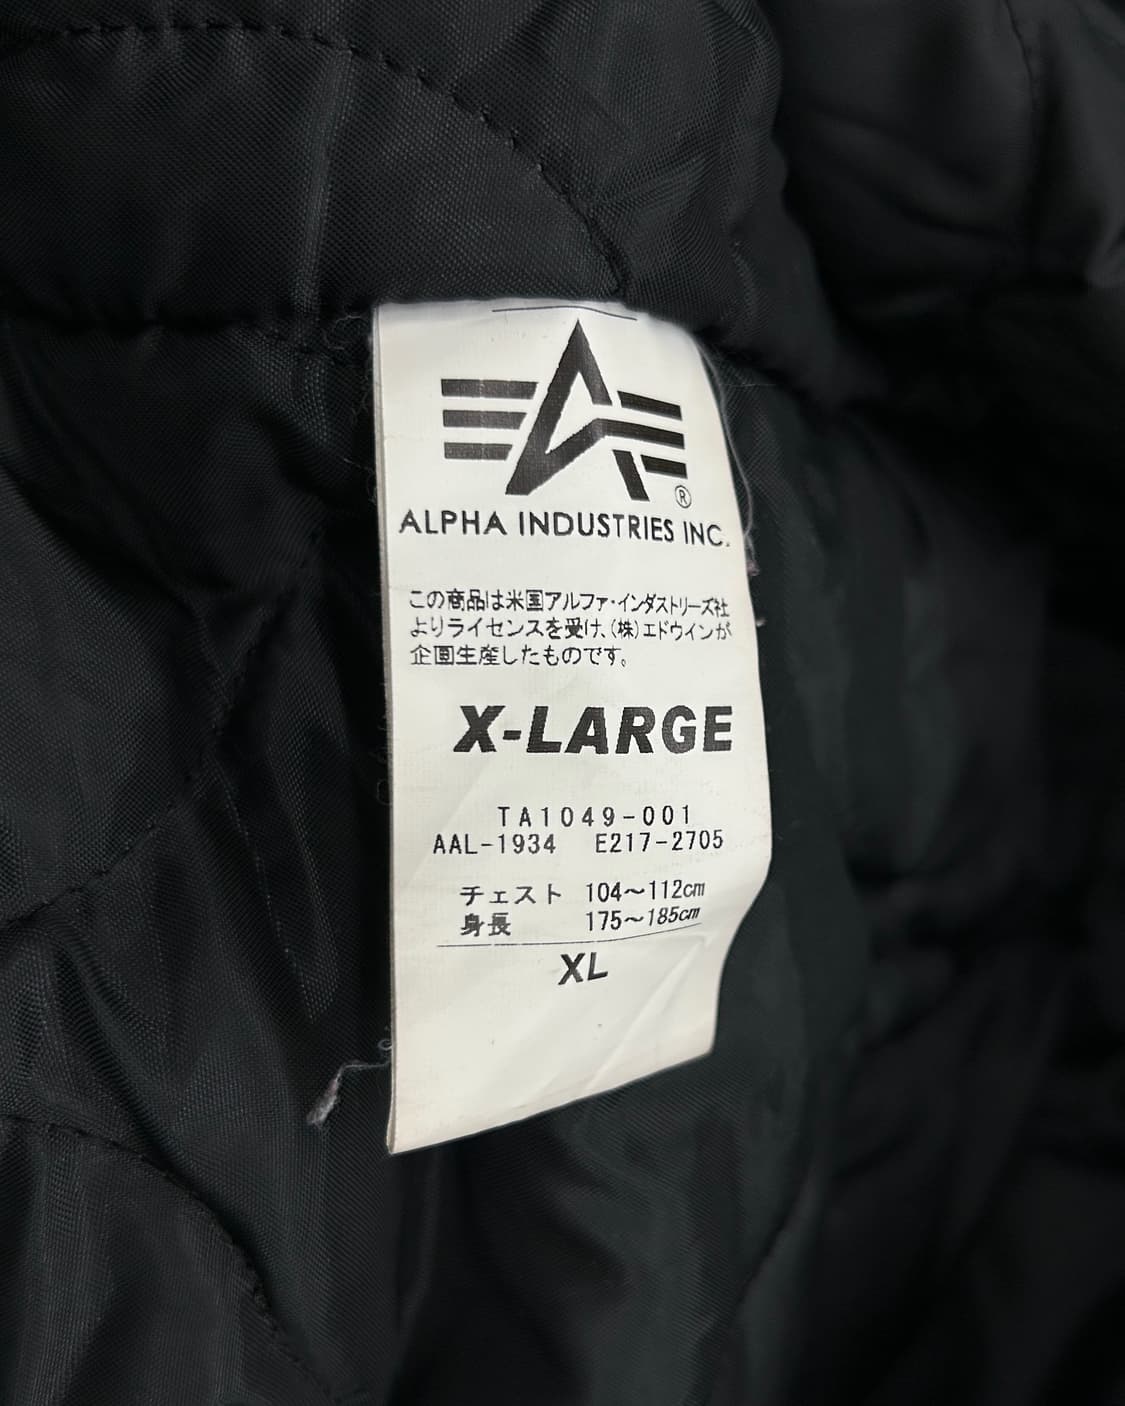 ®
ALPHA INDUSTRIES INC.
この商品は米国アルファ・インダストリーズ社
よりライセンスを受け、(株)エドウインが
企画生産したものです。
X-LARGE
TA1049-001
AAL-1934 E217-2705
チェスト 104～112cm
身長 175～185cm
XL